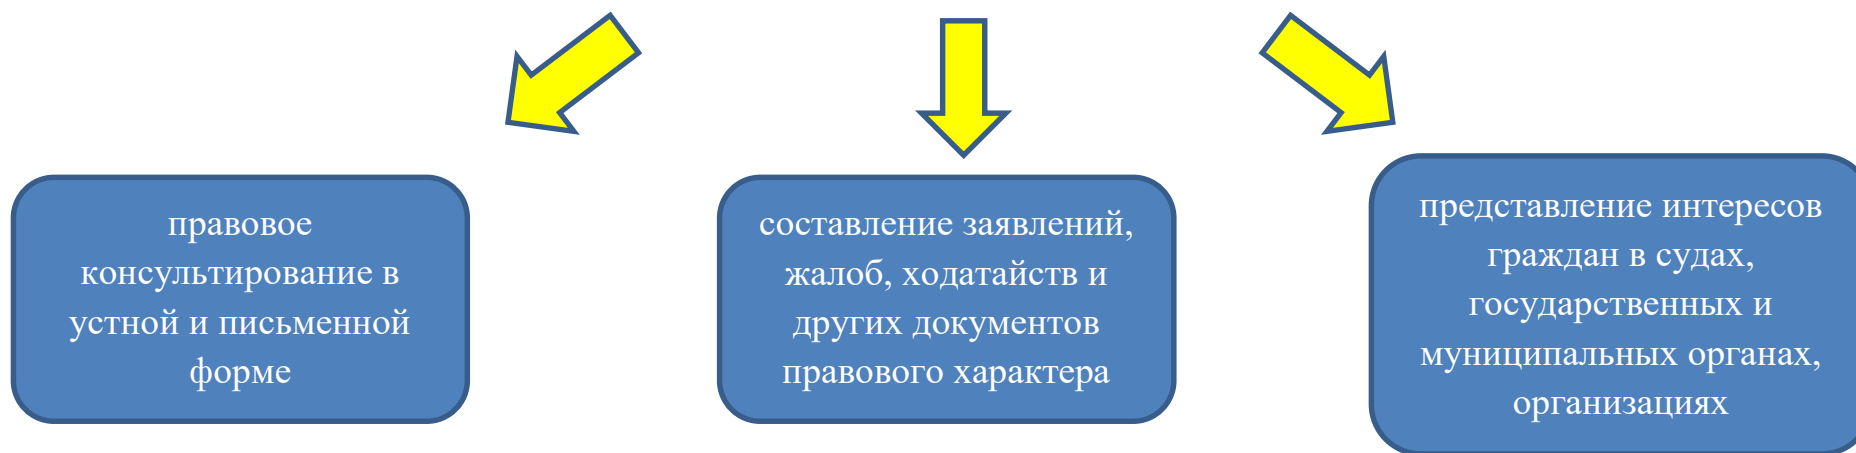 правовое
консультирование в
устной и письменной
форме
составление заявлений,
жалоб, ходатайств и
других документов
правового характера
представление интересов
граждан в судах,
государственных и
муниципальных органах,
организациях